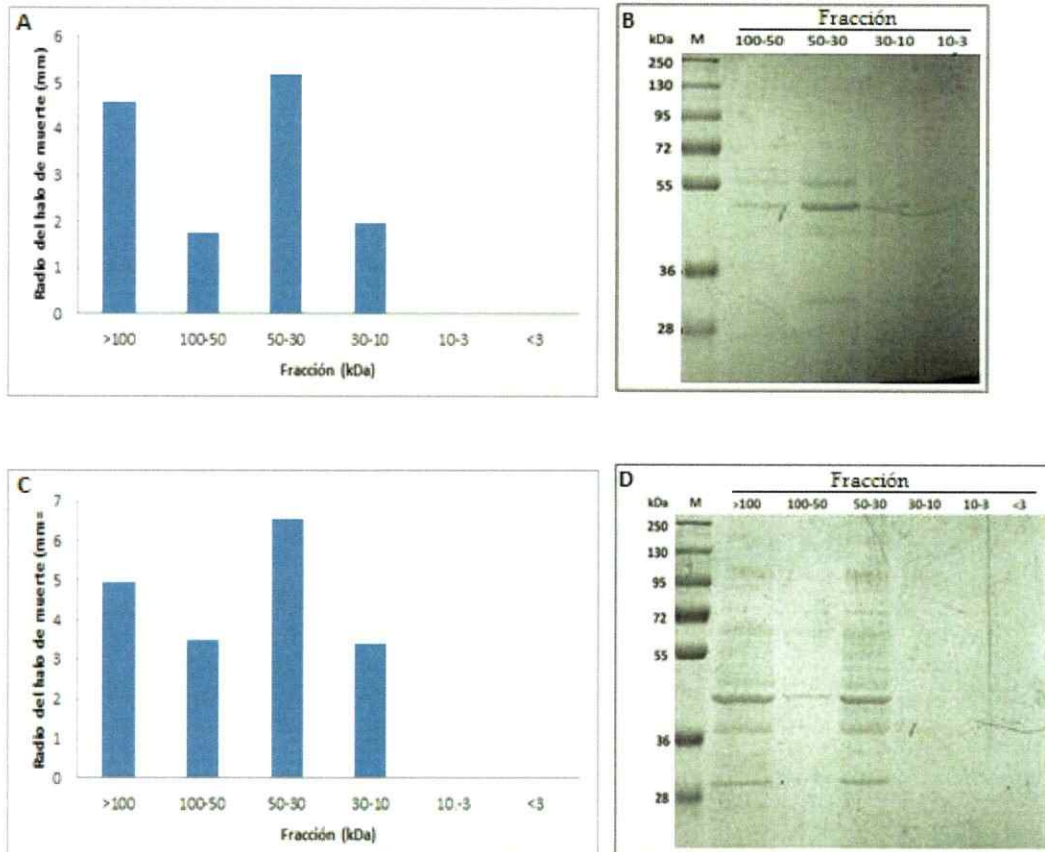 A
Radio del halo de muerte (mm)
6
5
4
3
2
1
0
>100 100-50 50-30 30-10 10-3 <3
Fracción (kDa)
B
Fracción
kDa M 100-50 50-30 30-10 10-3
250
130
95
72
55
36
28
C
Radio del halo de muerte (mm=
7
6
5
4
3
2
1
0
>100 100-50 50-30 30-10 10.-3 <3
Fracción (kDa)
D
Fracción
kDa M >100 100-50 50-30 30-10 10-3 <3
250
130
95
72
55
36
28